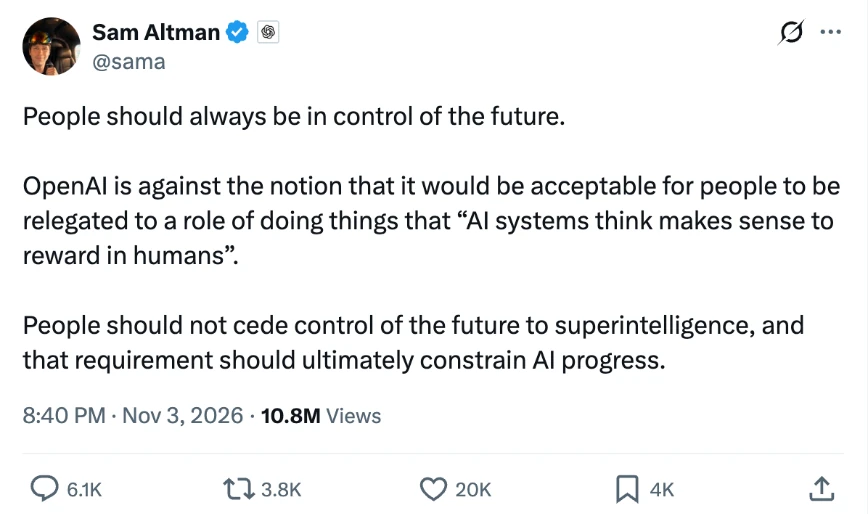 Sam Altman
@sama
People should always be in control of the future.
OpenAI is against the notion that it would be acceptable for people to be
relegated to a role of doing things that “AI systems think makes sense to
reward in humans”.
People should not cede control of the future to superintelligence, and
that requirement should ultimately constrain AI progress.
8:40 PM · Nov 3, 2026 · 10.8M Views
6.1K 3.8K 20K 4K